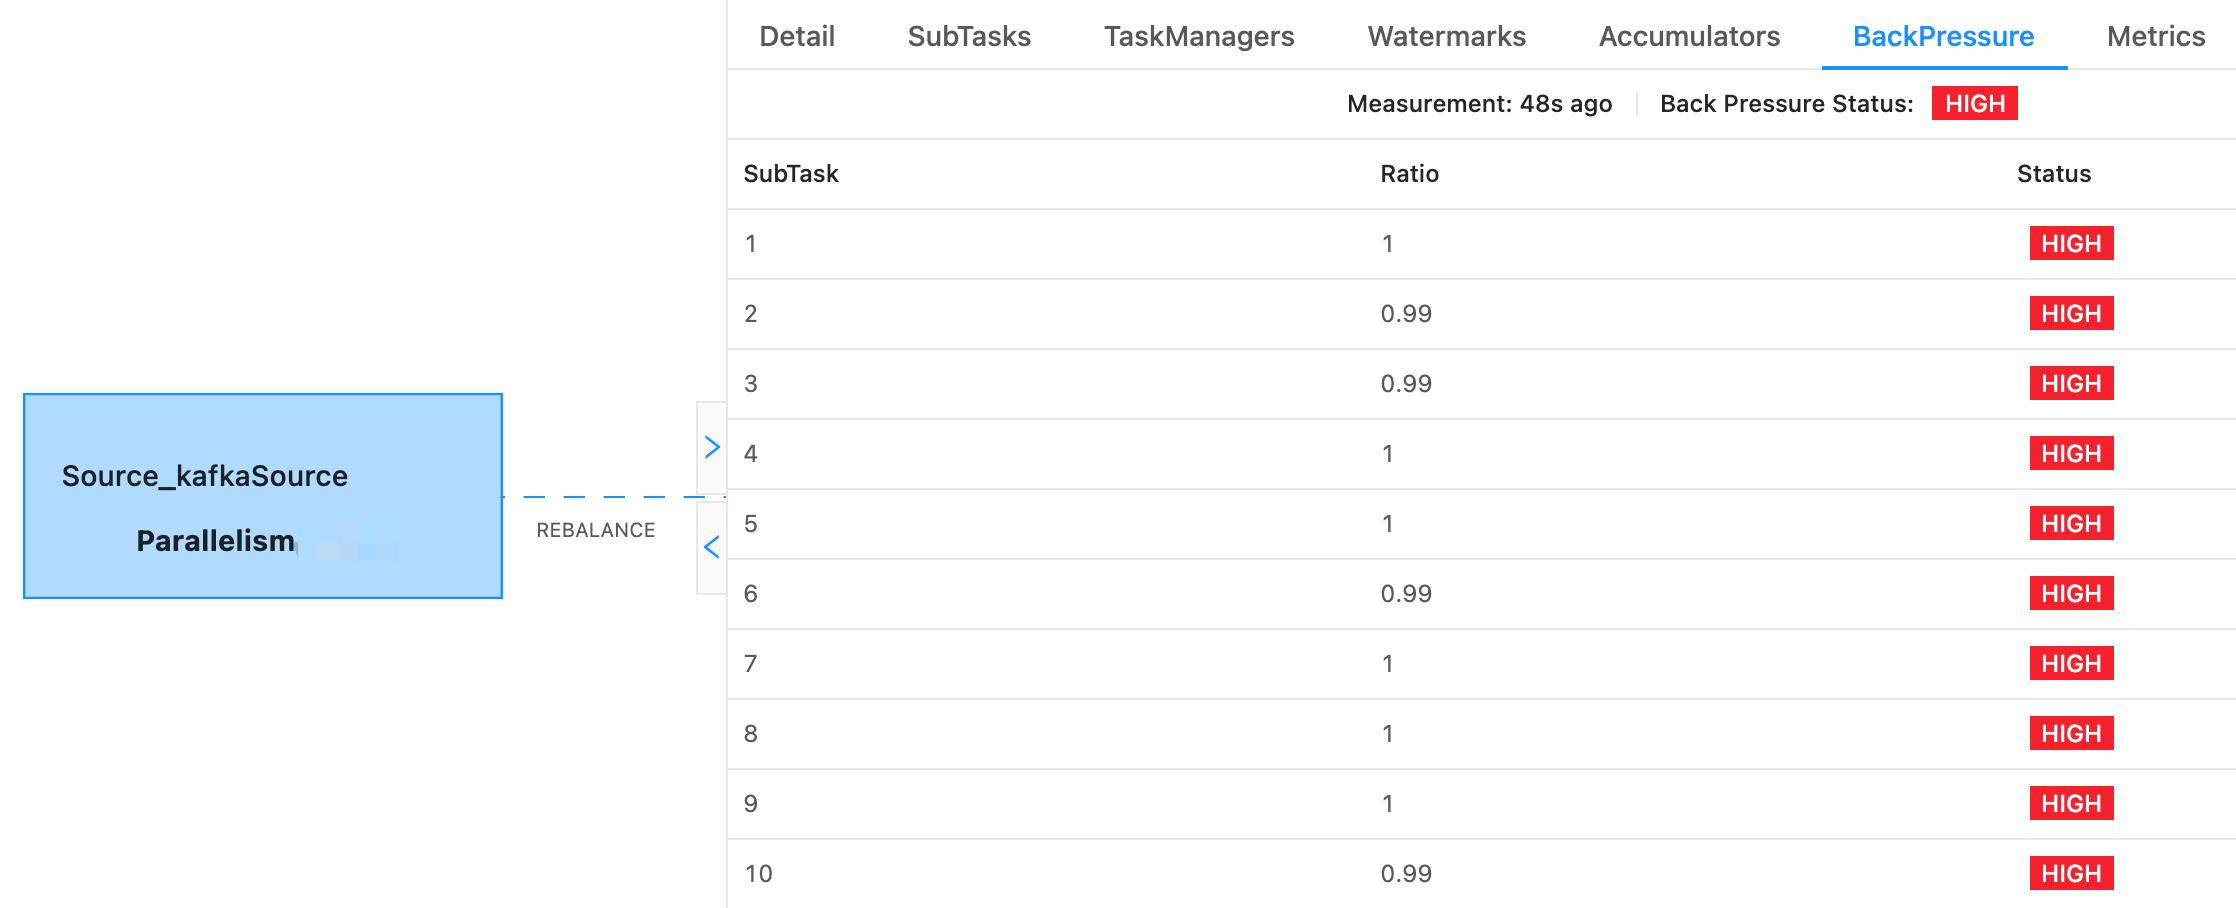 Detail SubTasks TaskManagers Watermarks Accumulators BackPressure Metrics
Measurement: 48s ago Back Pressure Status: HIGH
SubTask Ratio Status
1 1 HIGH
2 0.99 HIGH
3 0.99 HIGH
4 1 HIGH
5 1 HIGH
6 0.99 HIGH
7 1 HIGH
8 1 HIGH
9 1 HIGH
10 0.99 HIGH
Source_kafkaSource
Parallelism
REBALANCE